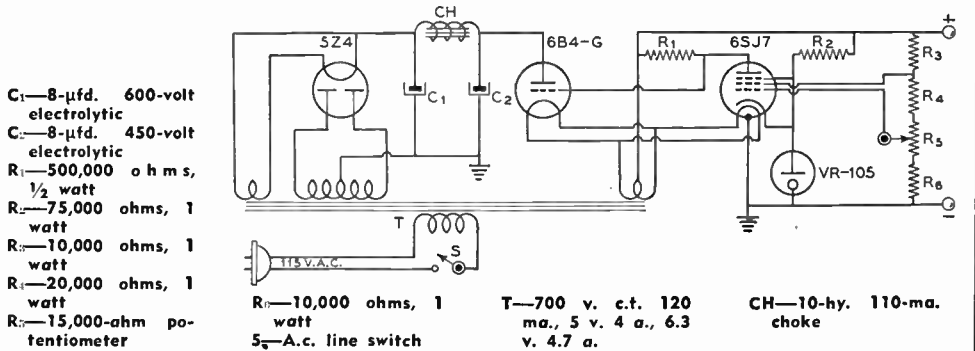 CH
5Z4
6B4-G
R1
6SJ7
R2
+
R3
C1
C2
R4
R5
VR-105
R6
−
T
115 V.A.C.
S
C1—8-µfd. 600-volt
electrolytic
C2—8-µfd. 450-volt
electrolytic
R1—500,000 ohms,
½ watt
R2—75,000 ohms, 1
watt
R3—10,000 ohms, 1
watt
R4—20,000 ohms, 1
watt
R5—15,000-ahm po-
tentiometer
R6—10,000 ohms, 1
watt
S—A.c. line switch
T—700 v. c.t. 120
ma., 5 v. 4 a., 6.3
v. 4.7 a.
CH—10-hy. 110-ma.
choke